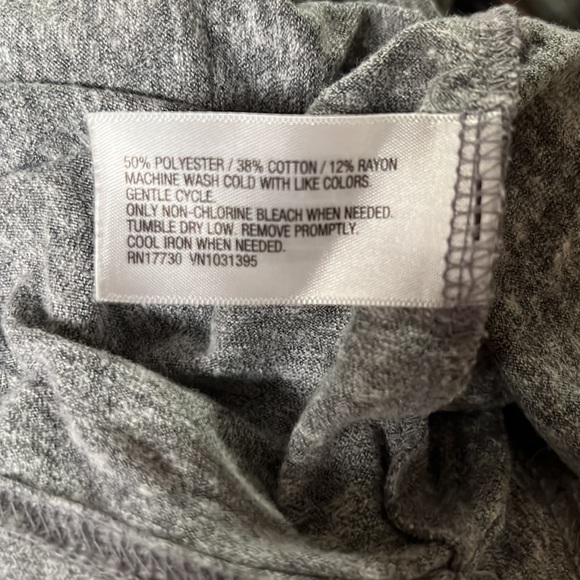 50% POLYESTER / 38% COTTON / 12% RAYON
MACHINE WASH COLD WITH LIKE COLORS.
GENTLE CYCLE.
ONLY NON-CHLORINE BLEACH WHEN NEEDED.
TUMBLE DRY LOW. REMOVE PROMPTLY.
COOL IRON WHEN NEEDED.
RN17730 VN1031395